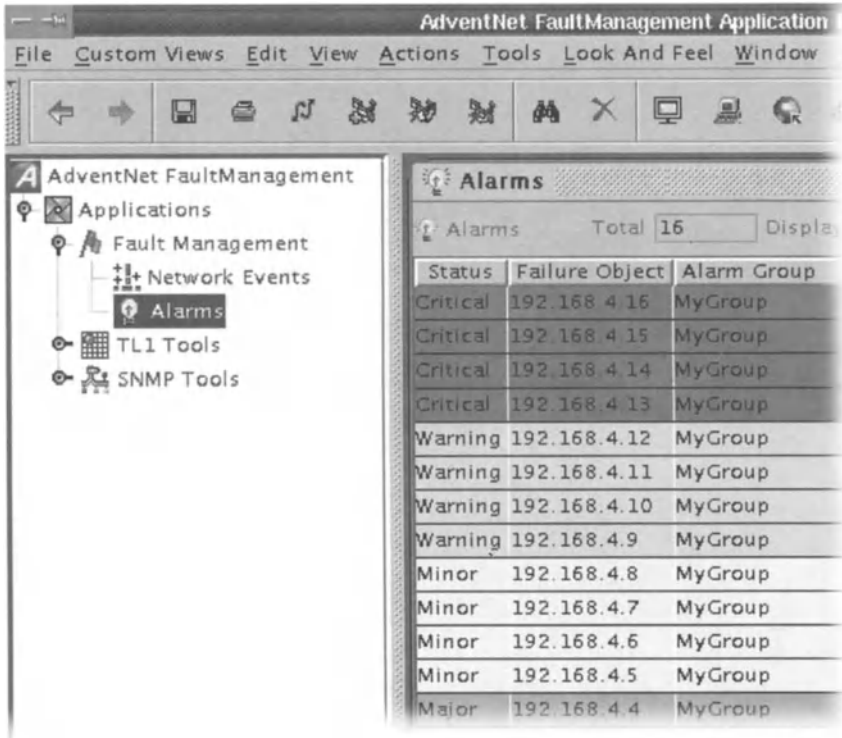 AdventNet FaultManagement Application
File Custom Views Edit View Actions Tools Look And Feel Window
AdventNet FaultManagement
Applications
Fault Management
Network Events
Alarms
TL1 Tools
SNMP Tools
Alarms
Alarms Total 16
Status Failure Object Alarm Group
Critical 192.168.4.16 MyGroup
Critical 192.168.4.15 MyGroup
Critical 192.168.4.14 MyGroup
Critical 192.168.4.13 MyGroup
Warning 192.168.4.12 MyGroup
Warning 192.168.4.11 MyGroup
Warning 192.168.4.10 MyGroup
Warning 192.168.4.9 MyGroup
Minor 192.168.4.8 MyGroup
Minor 192.168.4.7 MyGroup
Minor 192.168.4.6 MyGroup
Minor 192.168.4.5 MyGroup
Major 192.168.4.4 MyGroup